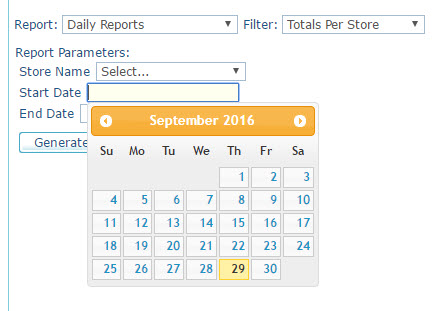 Report: Daily Reports Filter: Totals Per Store
Report Parameters:
Store Name Select...
Start Date
End Date
Generate
September 2016
Su Mo Tu We Th Fr Sa
1 2 3
4 5 6 7 8 9 10
11 12 13 14 15 16 17
18 19 20 21 22 23 24
25 26 27 28 29 30